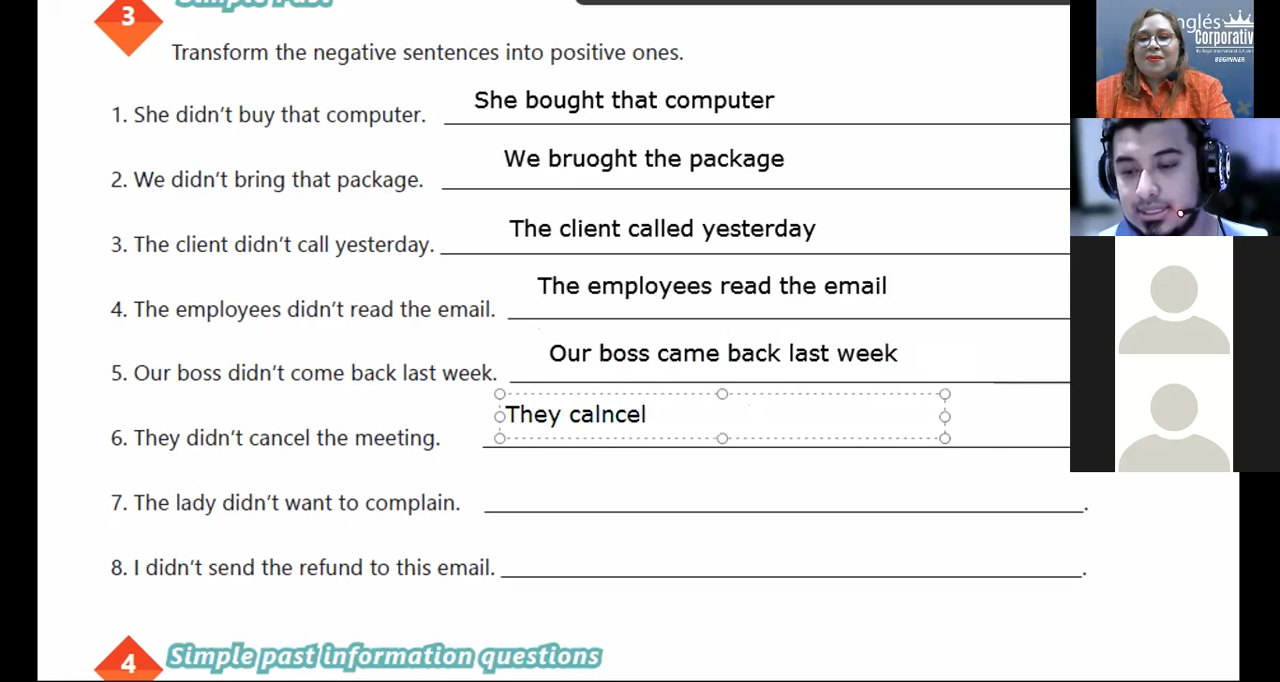 3 Simple Past
Transform the negative sentences into positive ones.
1. She didn't buy that computer. She bought that computer
2. We didn't bring that package. We bruoght the package
3. The client didn't call yesterday. The client called yesterday
4. The employees didn't read the email. The employees read the email
5. Our boss didn't come back last week. Our boss came back last week
6. They didn't cancel the meeting. They calncel
7. The lady didn't want to complain. .
8. I didn't send the refund to this email. .
4 Simple past information questions
nglés
Corporativ
BEGINNER